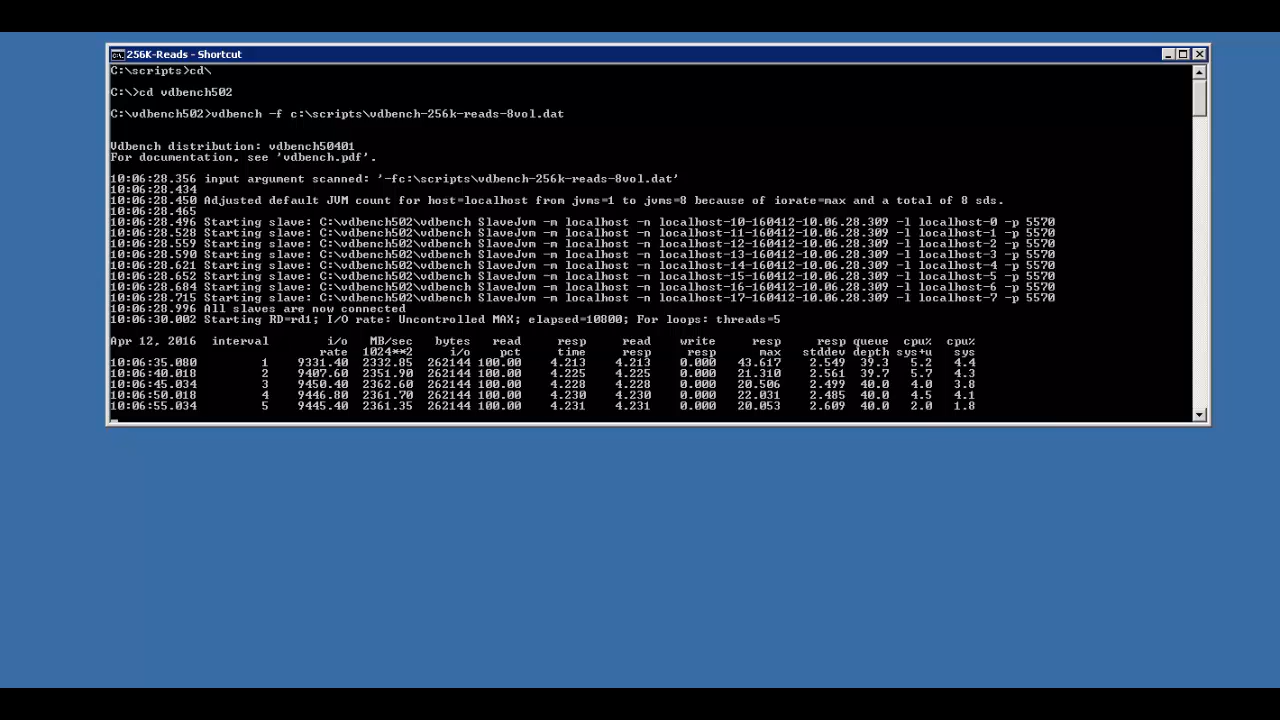 256K-Reads - Shortcut
C:\scripts>cd\
C:\>cd vdbench502
C:\vdbench502>vdbench -f c:\scripts\vdbench-256k-reads-8vol.dat
Vdbench distribution: vdbench50401
For documentation, see 'vdbench.pdf'.
10:06:28.356 input argument scanned: '-fc:\scripts\vdbench-256k-reads-8vol.dat'
10:06:28.434
10:06:28.450 Adjusted default JVM count for host=localhost from jvms=1 to jvms=8 because of iorate=max and a total of 8 sds.
10:06:28.465
10:06:28.496 Starting slave: C:\vdbench502\vdbench SlaveJvm -m localhost -n localhost-10-160412-10.06.28.309 -l localhost-0 -p 5570
10:06:28.528 Starting slave: C:\vdbench502\vdbench SlaveJvm -m localhost -n localhost-11-160412-10.06.28.309 -l localhost-1 -p 5570
10:06:28.559 Starting slave: C:\vdbench502\vdbench SlaveJvm -m localhost -n localhost-12-160412-10.06.28.309 -l localhost-2 -p 5570
10:06:28.590 Starting slave: C:\vdbench502\vdbench SlaveJvm -m localhost -n localhost-13-160412-10.06.28.309 -l localhost-3 -p 5570
10:06:28.621 Starting slave: C:\vdbench502\vdbench SlaveJvm -m localhost -n localhost-14-160412-10.06.28.309 -l localhost-4 -p 5570
10:06:28.652 Starting slave: C:\vdbench502\vdbench SlaveJvm -m localhost -n localhost-15-160412-10.06.28.309 -l localhost-5 -p 5570
10:06:28.684 Starting slave: C:\vdbench502\vdbench SlaveJvm -m localhost -n localhost-16-160412-10.06.28.309 -l localhost-6 -p 5570
10:06:28.715 Starting slave: C:\vdbench502\vdbench SlaveJvm -m localhost -n localhost-17-160412-10.06.28.309 -l localhost-7 -p 5570
10:06:28.996 All slaves are now connected
10:06:30.002 Starting RD=rd1; I/O rate: Uncontrolled MAX; elapsed=10800; For loops: threads=5
Apr 12, 2016 interval i/o MB/sec bytes read resp read write resp resp queue cpu% cpu%
rate 1024**2 i/o pct time resp resp max stddev depth sys+u sys
10:06:35.080 1 9331.40 2332.85 262144 100.00 4.213 4.213 0.000 43.617 2.549 39.3 5.2 4.4
10:06:40.018 2 9407.60 2351.90 262144 100.00 4.225 4.225 0.000 21.310 2.561 39.7 5.7 4.3
10:06:45.034 3 9450.40 2362.60 262144 100.00 4.228 4.228 0.000 20.506 2.499 40.0 4.0 3.8
10:06:50.018 4 9446.80 2361.70 262144 100.00 4.230 4.230 0.000 22.031 2.485 40.0 4.5 4.1
10:06:55.034 5 9445.40 2361.35 262144 100.00 4.231 4.231 0.000 20.053 2.609 40.0 2.0 1.8